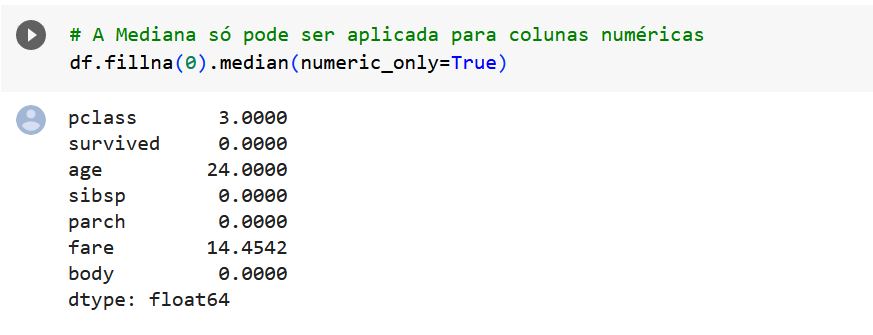 # A Mediana só pode ser aplicada para colunas numéricas
df.fillna(0).median(numeric_only=True)
pclass 3.0000
survived 0.0000
age 24.0000
sibsp 0.0000
parch 0.0000
fare 14.4542
body 0.0000
dtype: float64